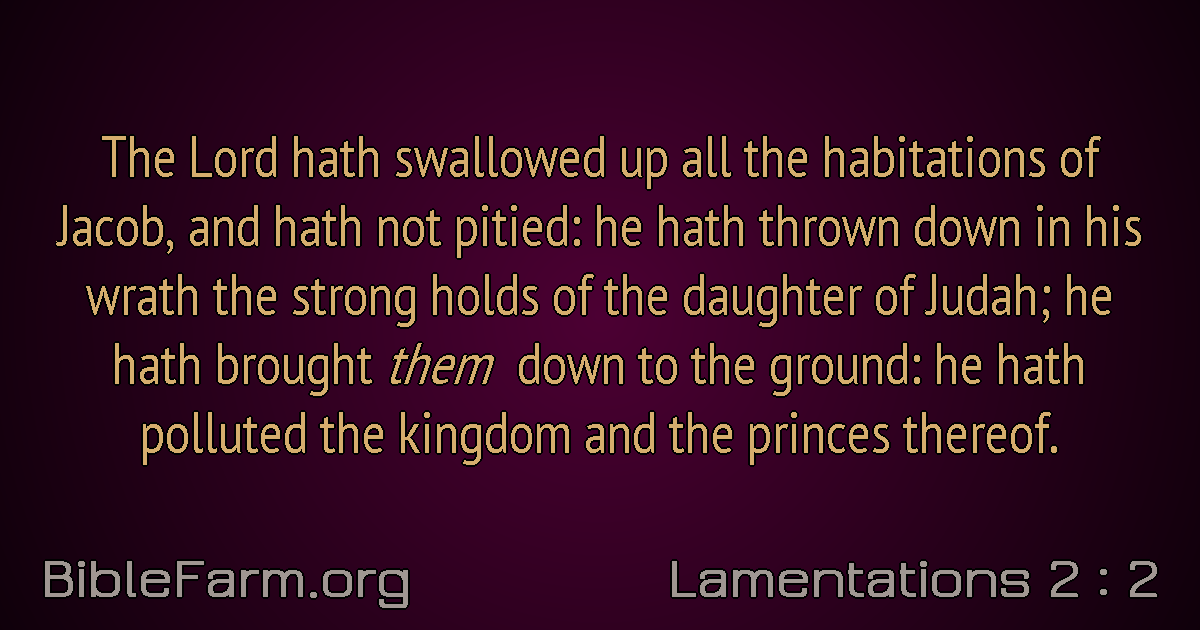 The Lord hath swallowed up all the habitations of
Jacob, and hath not pitied: he hath thrown down in his
wrath the strong holds of the daughter of Judah; he
hath brought them down to the ground: he hath
polluted the kingdom and the princes thereof.
BibleFarm.org
Lamentations 2 : 2